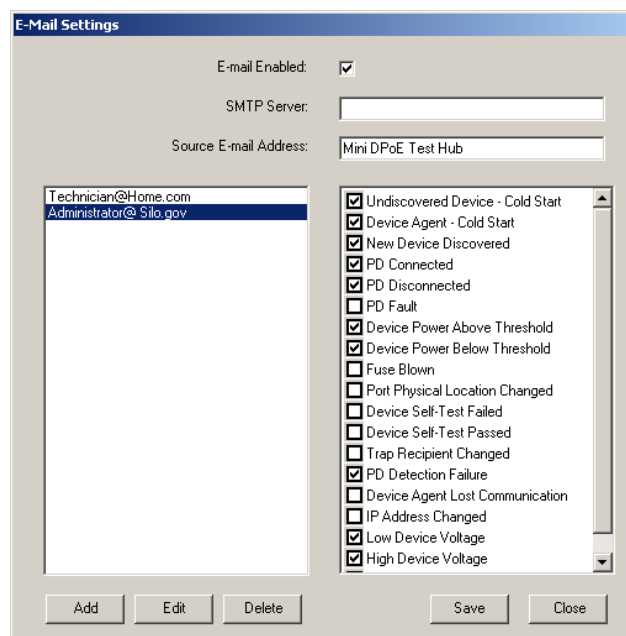 E-Mail Settings
E-mail Enabled:
SMTP Server:
Source E-mail Address: Mini DPoE Test Hub
Technician@Home.com
Administrator@ Silo.gov
Undiscovered Device - Cold Start
Device Agent - Cold Start
New Device Discovered
PD Connected
PD Disconnected
PD Fault
Device Power Above Threshold
Device Power Below Threshold
Fuse Blown
Port Physical Location Changed
Device Self-Test Failed
Device Self-Test Passed
Trap Recipient Changed
PD Detection Failure
Device Agent Lost Communication
IP Address Changed
Low Device Voltage
High Device Voltage
Add Edit Delete Save Close